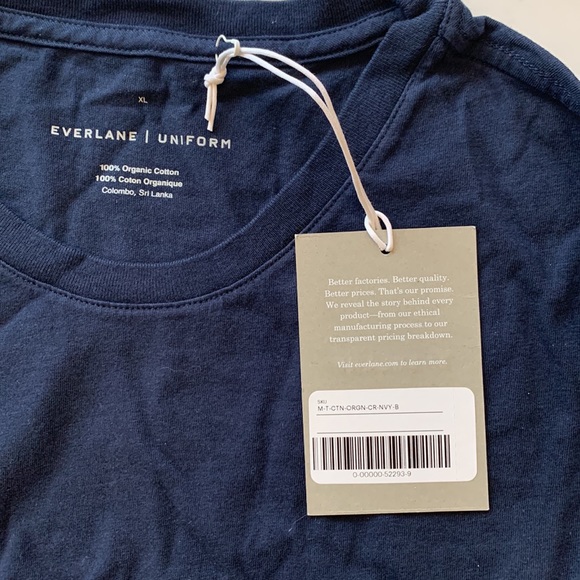 XL
EVERLANE | UNIFORM
100% Organic Cotton
100% Coton Organique
Colombo, Sri Lanka
Better factories. Better quality.
Better prices. That's our promise.
We reveal the story behind every
product—from our ethical
manufacturing process to our
transparent pricing breakdown.
Visit everlane.com to learn more.
SKU
M-T-CTN-ORGN-CR-NVY-B
0-00000-52293-9